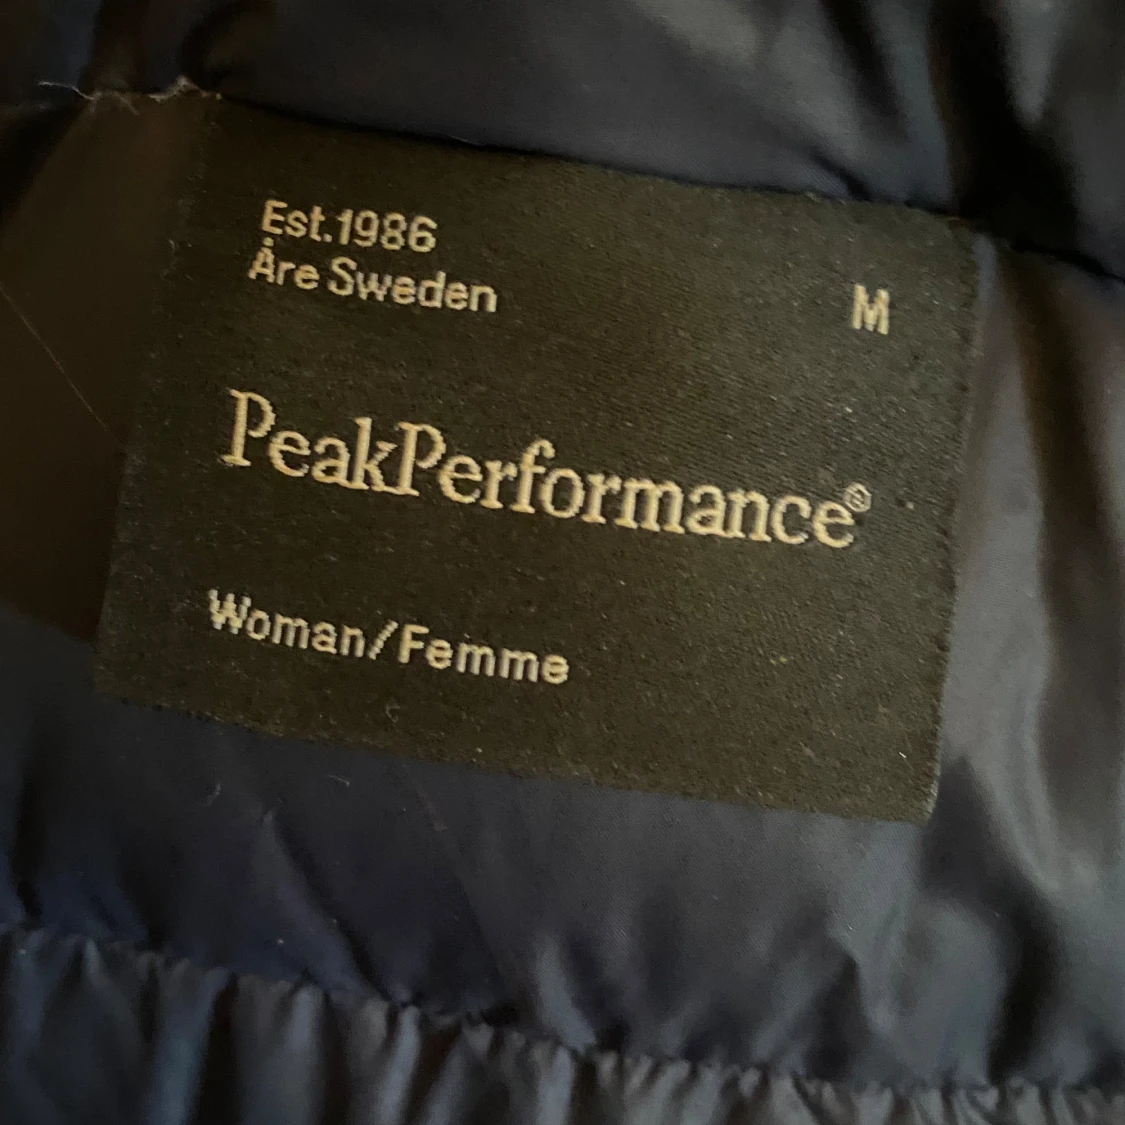 Est.1986
Åre Sweden
M
PeakPerformance®
Woman/Femme